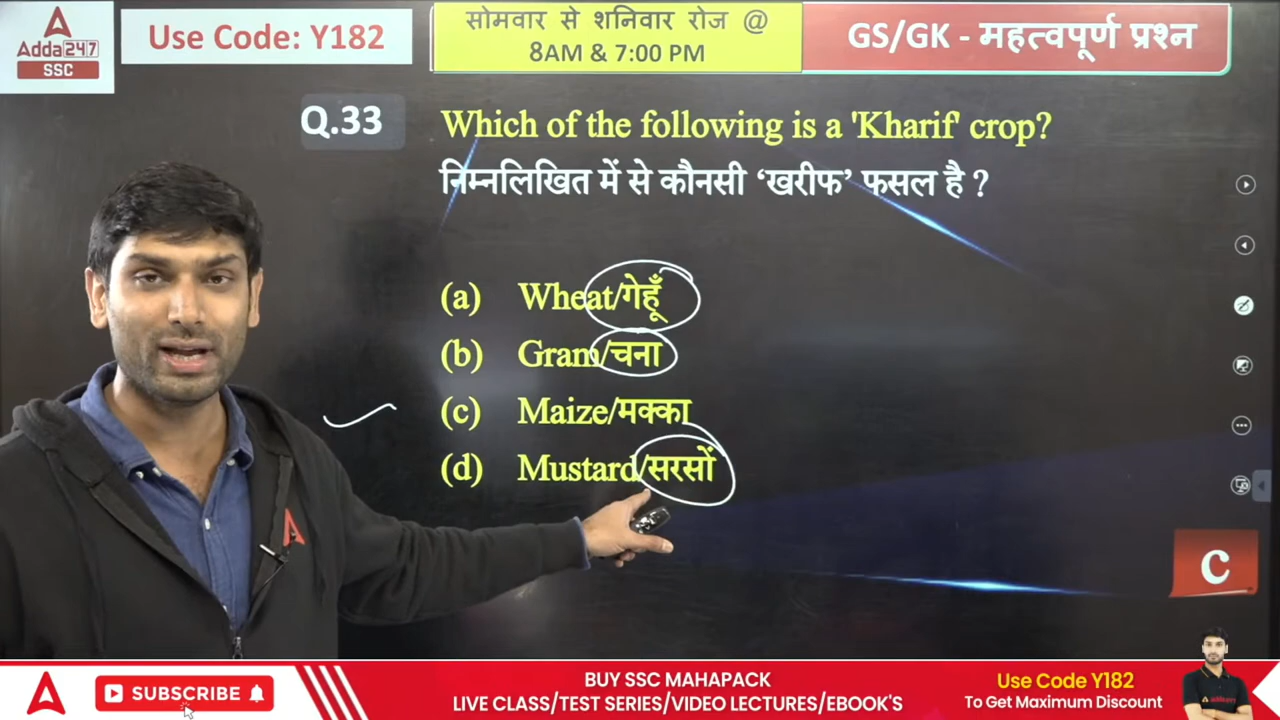 Adda247
SSC
Use Code: Y182
सोमवार से शनिवार रोज @
8AM & 7:00 PM
GS/GK - महत्वपूर्ण प्रश्न
Q.33
Which of the following is a 'Kharif' crop?
निम्नलिखित में से कौनसी ‘खरीफ’ फसल है ?
(a) Wheat/गेहूँ
(b) Gram/चना
(c) Maize/मक्का
(d) Mustard/सरसों
C
SUBSCRIBE
BUY SSC MAHAPACK
LIVE CLASS/TEST SERIES/VIDEO LECTURES/EBOOK'S
Use Code Y182
To Get Maximum Discount